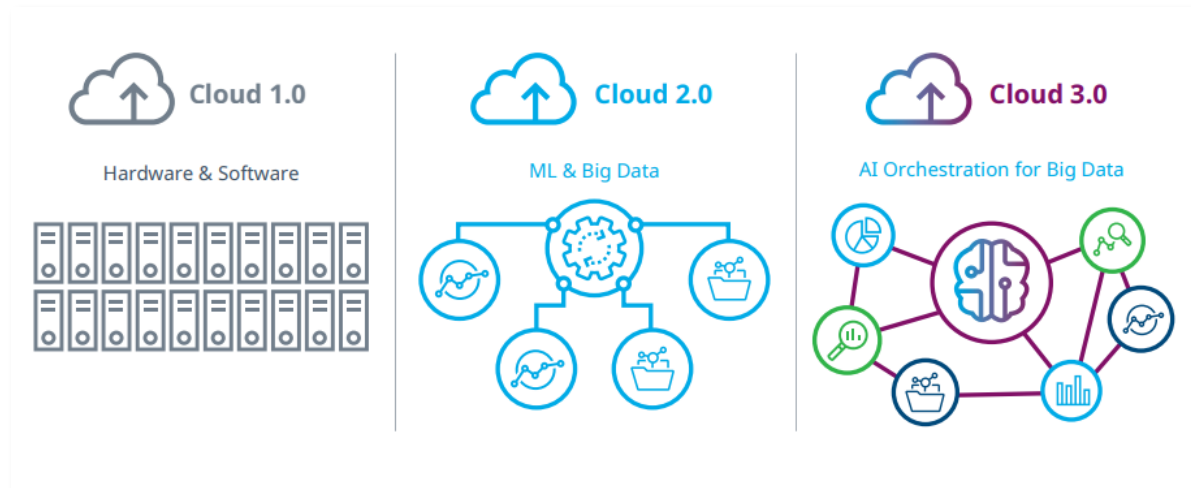 Cloud 1.0
Hardware & Software
Cloud 2.0
ML & Big Data
Cloud 3.0
AI Orchestration for Big Data